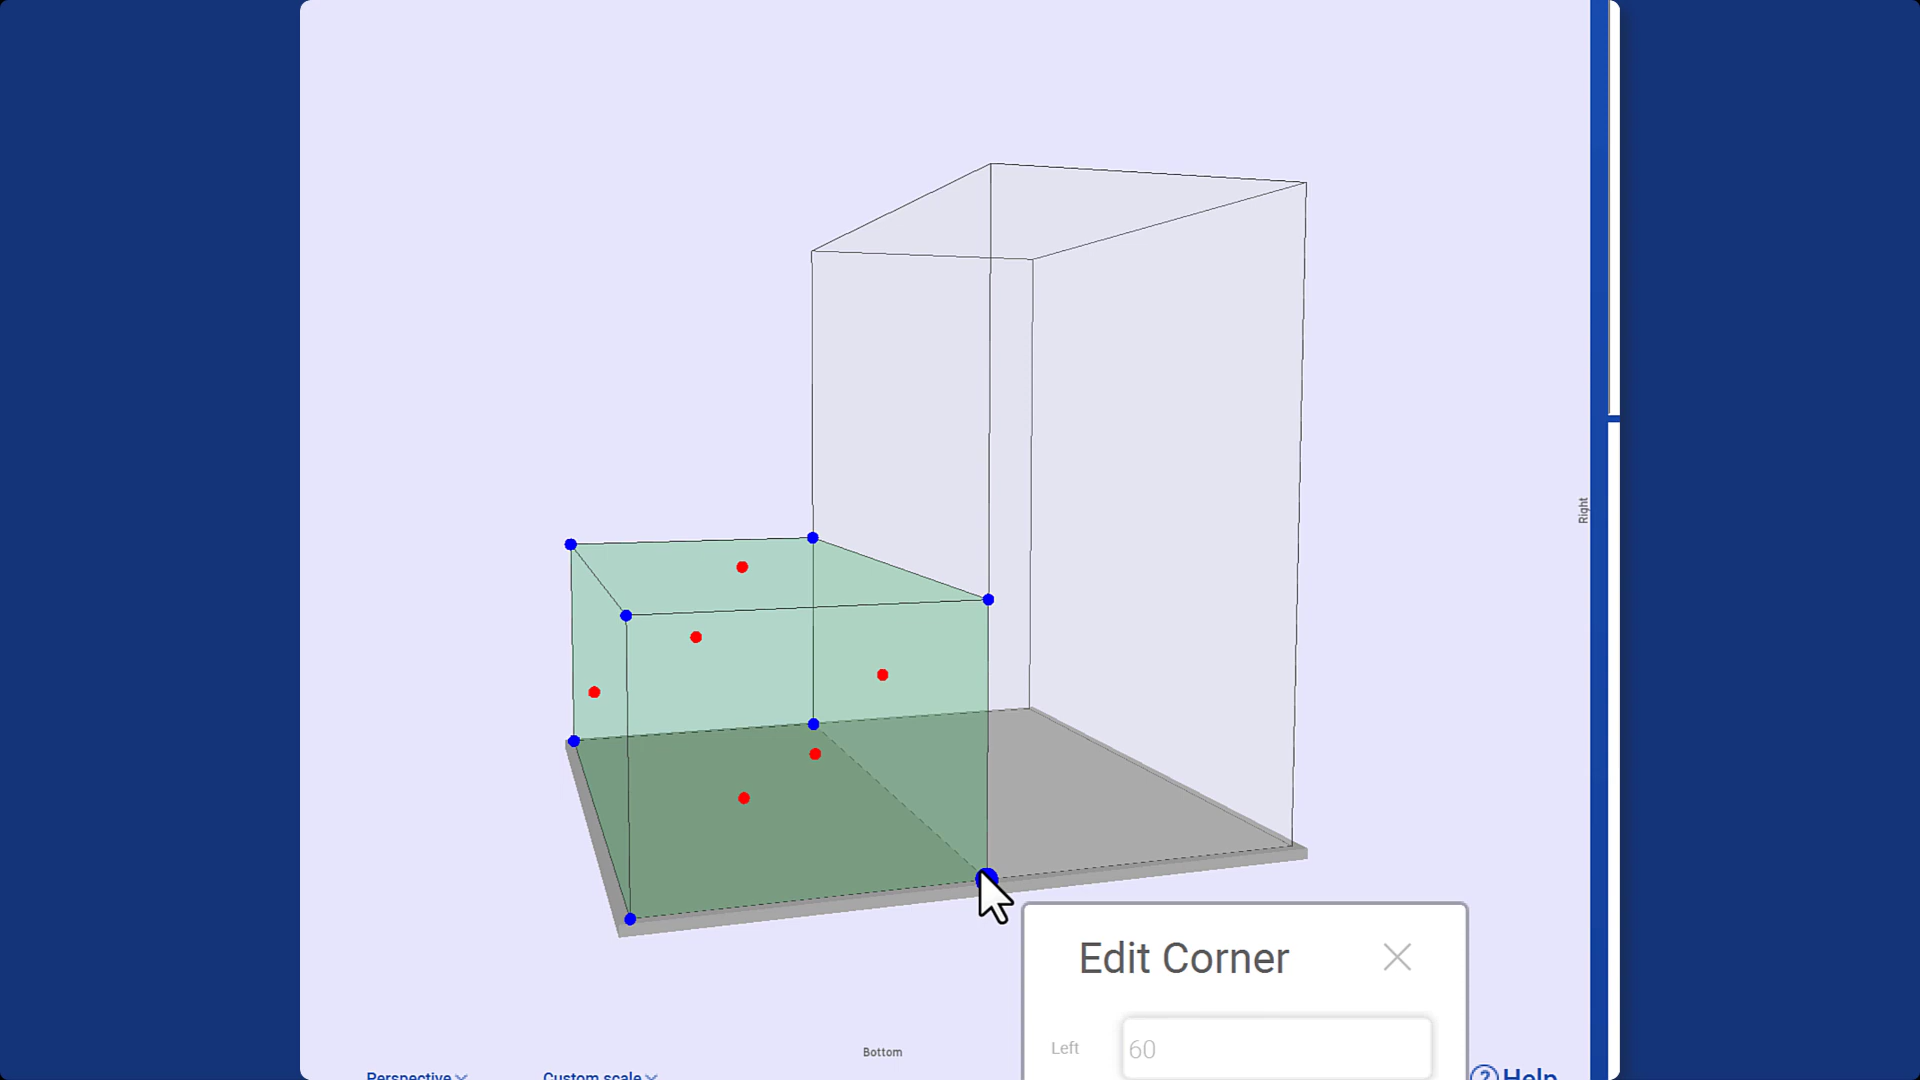 Right
Edit Corner
Left 60
Bottom
Perspective
Custom scale
? Help